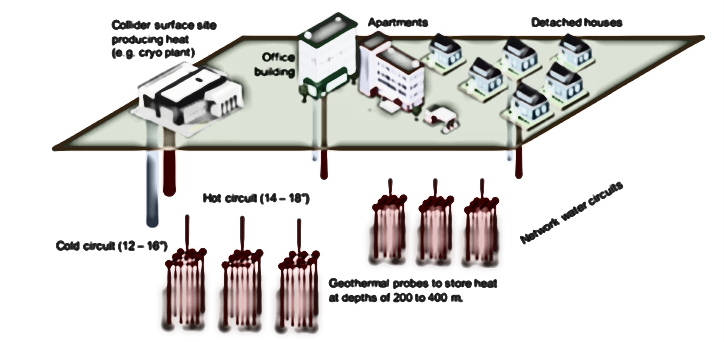 Collider surface site
producing heat
(e.g. cryo plant)
Office
building
Apartments
Detached houses
Hot circuit (14 – 18°)
Cold circuit (12 – 16°)
Network water circuits
Geothermal probes to store heat
at depths of 200 to 400 m.